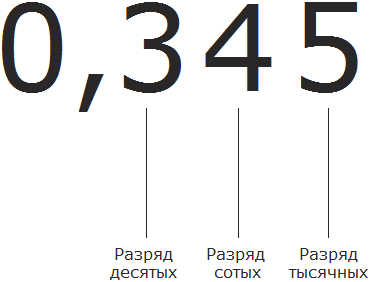 0,345
Разряд десятых
Разряд сотых
Разряд тысячных